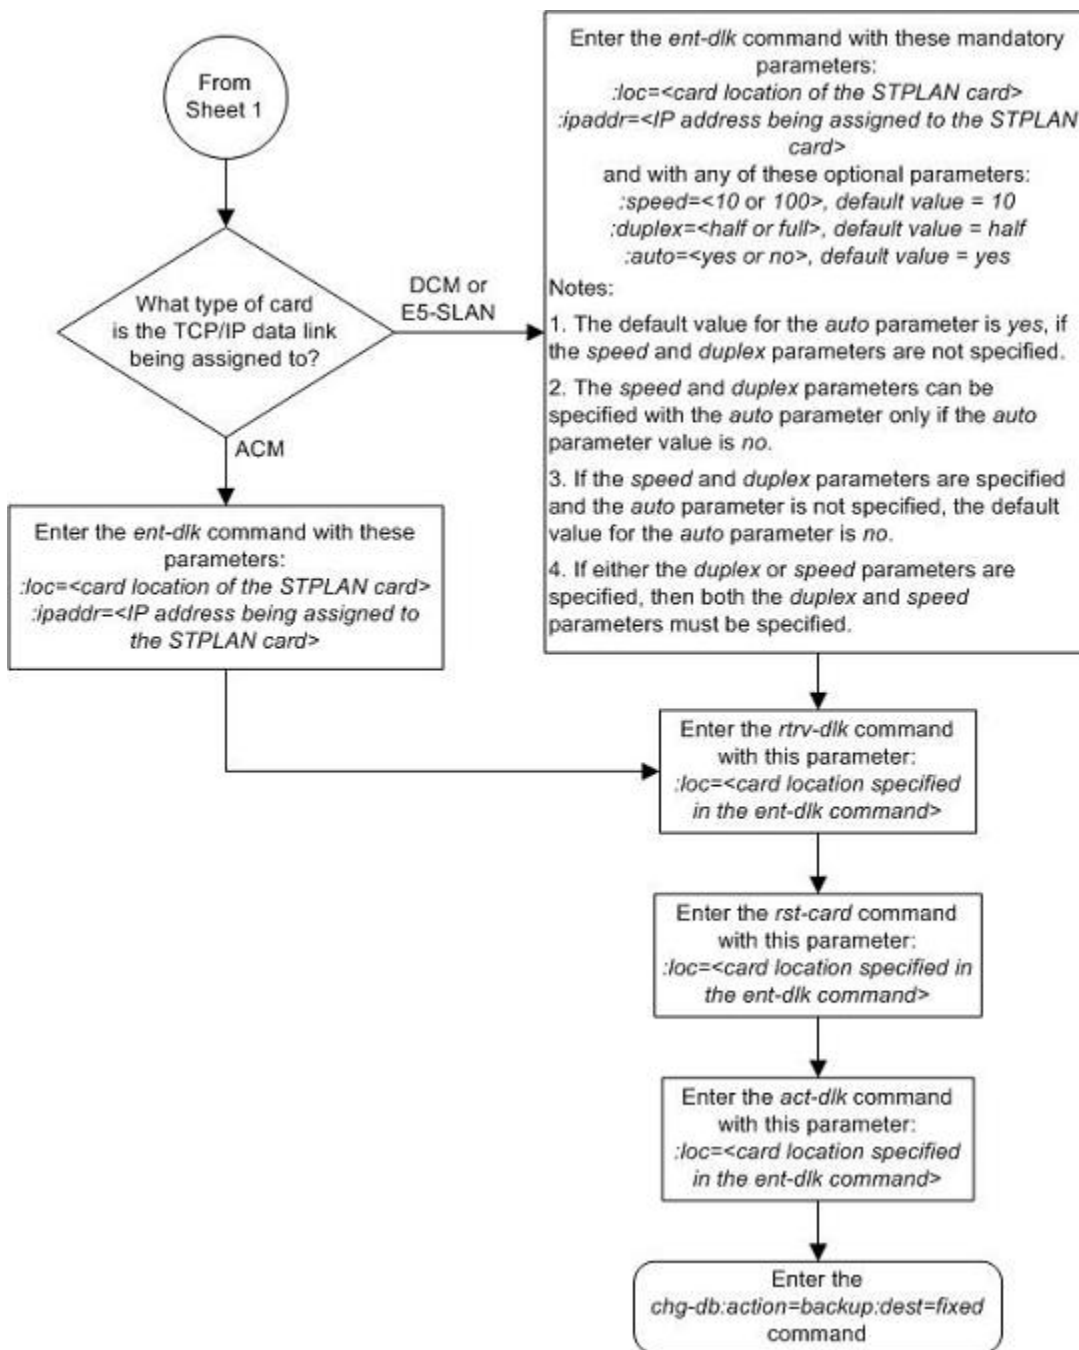 From
Sheet 1
What type of card
is the TCP/IP data link
being assigned to?
DCM or
E5-SLAN
ACM
Enter the ent-dlk command with these
parameters:
:loc=<card location of the STPLAN card>
:ipaddr=<IP address being assigned to
the STPLAN card>
Enter the ent-dlk command with these mandatory
parameters:
:loc=<card location of the STPLAN card>
:ipaddr=<IP address being assigned to the STPLAN
card>
and with any of these optional parameters:
:speed=<10 or 100>, default value = 10
:duplex=<half or full>, default value = half
:auto=<yes or no>, default value = yes
Notes:
1. The default value for the auto parameter is yes, if
the speed and duplex parameters are not specified.
2. The speed and duplex parameters can be
specified with the auto parameter only if the auto
parameter value is no.
3. If the speed and duplex parameters are specified
and the auto parameter is not specified, the default
value for the auto parameter is no.
4. If either the duplex or speed parameters are
specified, then both the duplex and speed
parameters must be specified.
Enter the rtrv-dlk command
with this parameter:
:loc=<card location specified
in the ent-dlk command>
Enter the rst-card command
with this parameter:
:loc=<card location specified in
the ent-dlk command>
Enter the act-dlk command
with this parameter:
:loc=<card location specified
in the ent-dlk command>
Enter the
chg-db:action=backup:dest=fixed
command